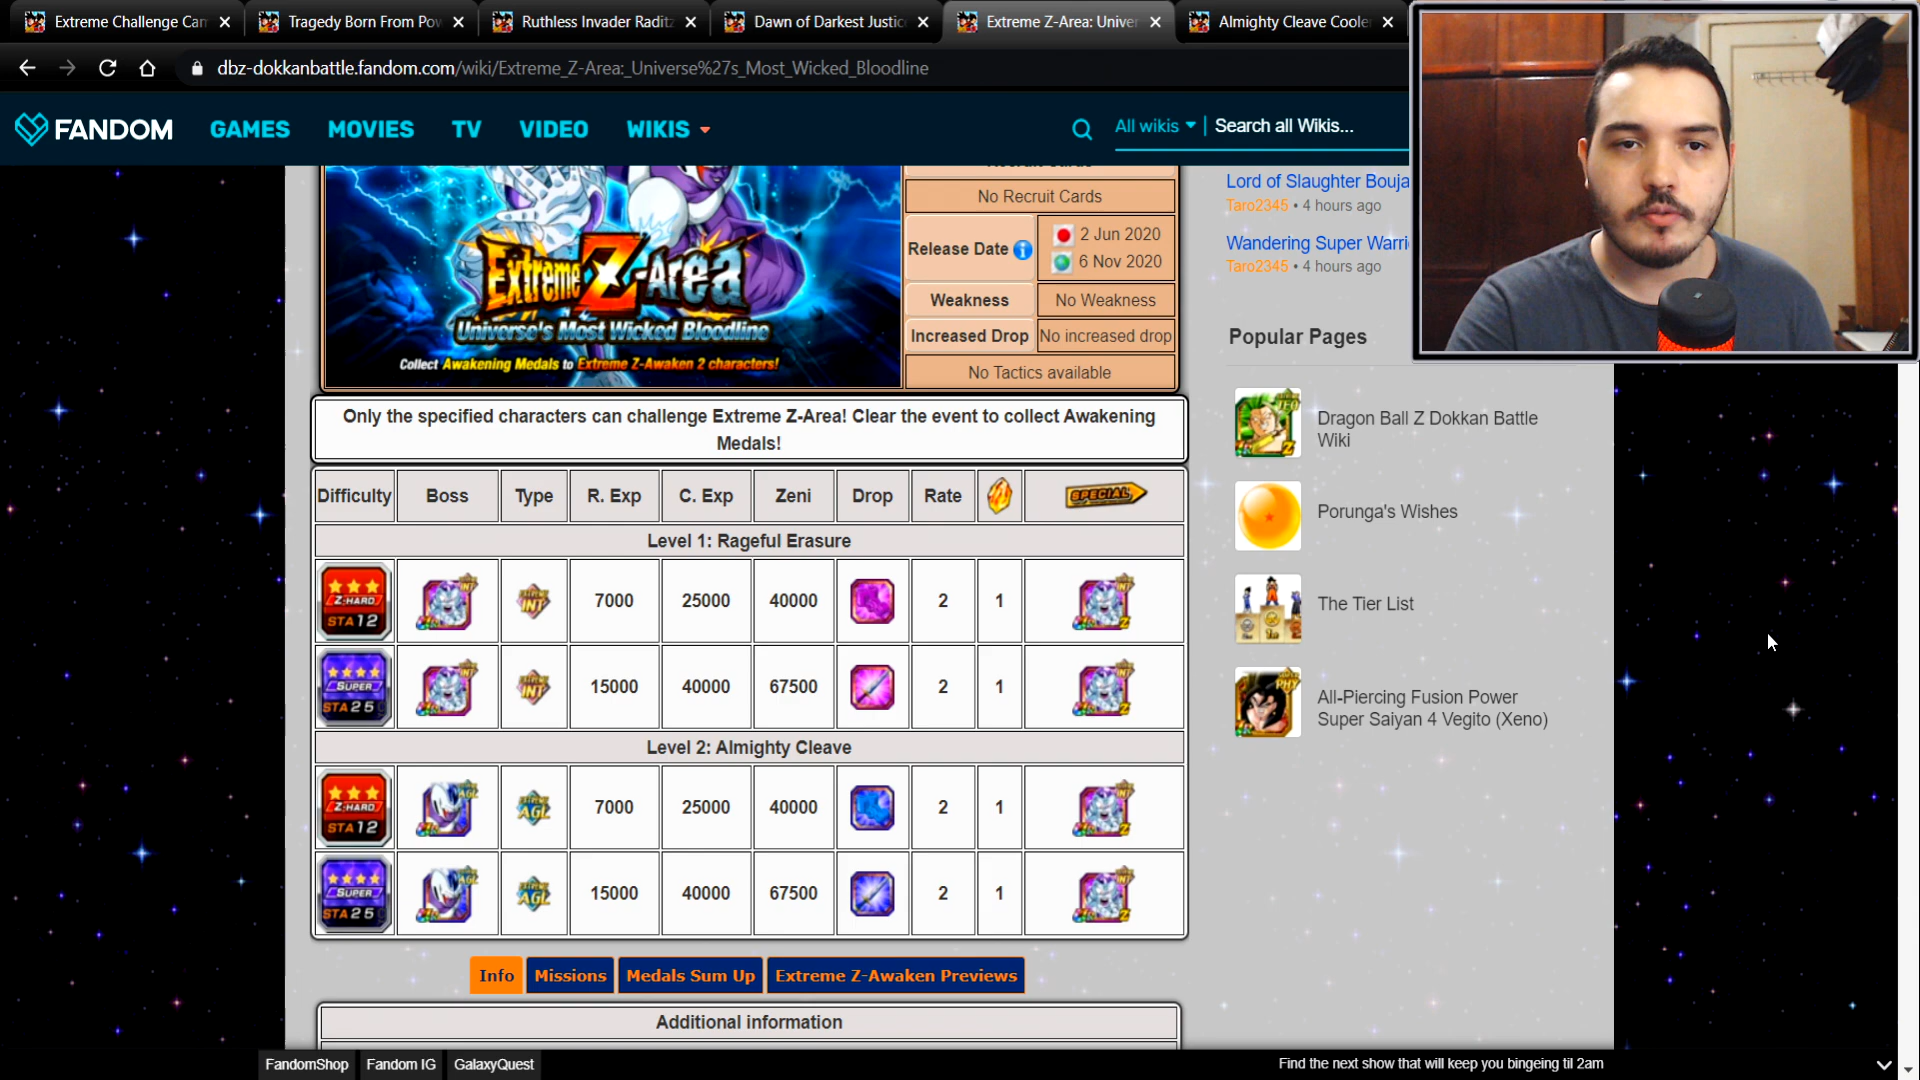 Extreme Challenge Cam
Tragedy Born From Pow
Ruthless Invader Raditz
Dawn of Darkest Justic
Extreme Z-Area: Univer
Almighty Cleave Cooler
dbz-dokkanbattle.fandom.com/wiki/Extreme_Z-Area:_Universe%27s_Most_Wicked_Bloodline
FANDOM GAMES MOVIES TV VIDEO WIKIS
All wikis Search all Wikis...
No Recruit Cards
Release Date 2 Jun 2020
6 Nov 2020
Weakness No Weakness
Increased Drop No increased drop
No Tactics available
Extreme Z-Area
Universe's Most Wicked Bloodline
Collect Awakening Medals to Extreme Z-Awaken 2 characters!
Lord of Slaughter Bouja
Taro2345 • 4 hours ago
Wandering Super Warri
Taro2345 • 4 hours ago
Popular Pages
Dragon Ball Z Dokkan Battle
Wiki
Porunga's Wishes
The Tier List
All-Piercing Fusion Power
Super Saiyan 4 Vegito (Xeno)
Only the specified characters can challenge Extreme Z-Area! Clear the event to collect Awakening
Medals!
Difficulty Boss Type R. Exp C. Exp Zeni Drop Rate SPECIAL
Level 1: Rageful Erasure
Z-HARD STA 12 INT 7000 25000 40000 2 1
SUPER STA 25 INT 15000 40000 67500 2 1
Level 2: Almighty Cleave
Z-HARD STA 12 AGL 7000 25000 40000 2 1
SUPER STA 25 AGL 15000 40000 67500 2 1
Info Missions Medals Sum Up Extreme Z-Awaken Previews
Additional information
FandomShop Fandom IG GalaxyQuest
Find the next show that will keep you bingeing til 2am